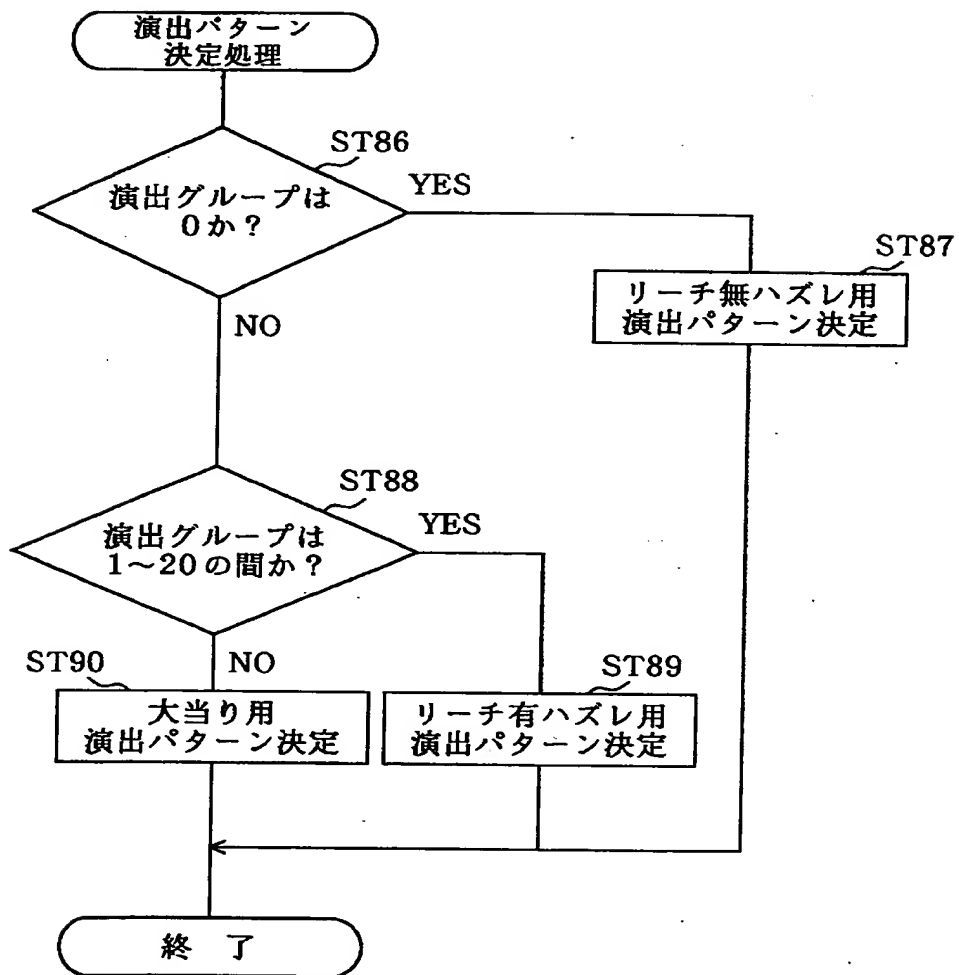 演出パターン
決定処理
ST86
演出グループは
0か？
YES
NO
ST87
リーチ無ハズレ用
演出パターン決定
ST88
演出グループは
1～20の間か？
YES
NO
ST90
大当り用
演出パターン決定
ST89
リーチ有ハズレ用
演出パターン決定
終 了